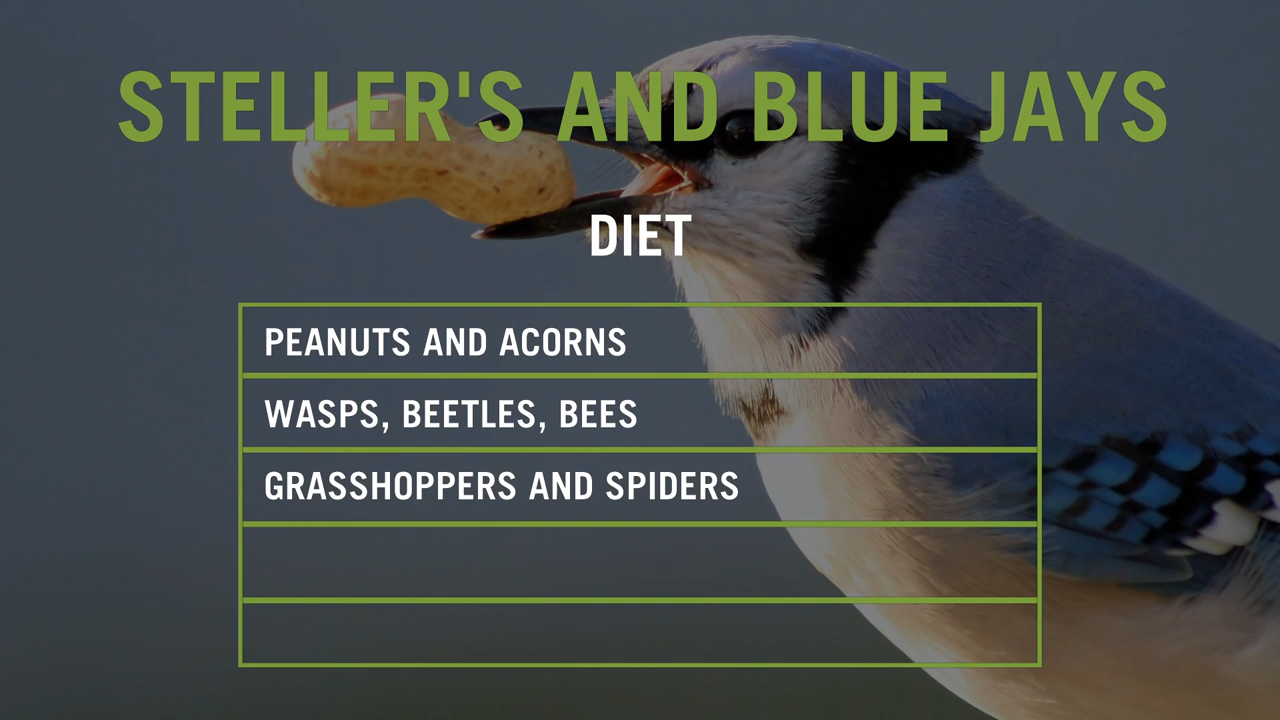 STELLER'S AND BLUE JAYS
DIET
PEANUTS AND ACORNS
WASPS, BEETLES, BEES
GRASSHOPPERS AND SPIDERS